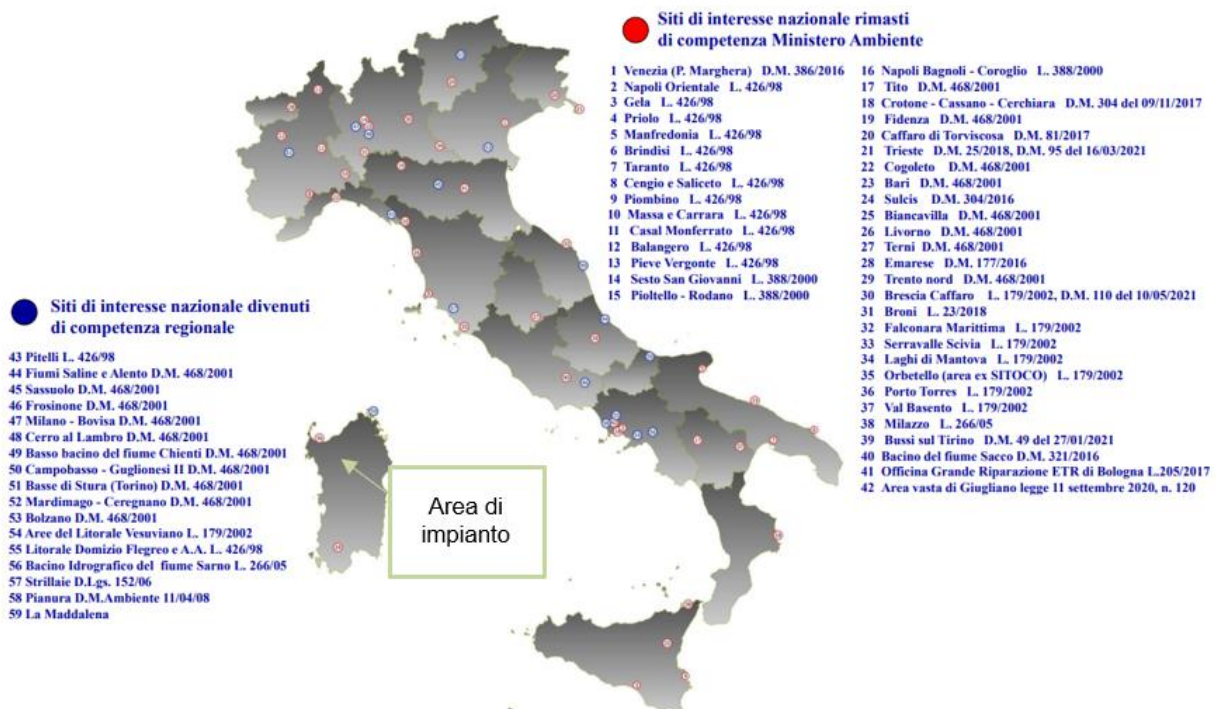 Siti di interesse nazionale rimasti
di competenza Ministero Ambiente
1 Venezia (P. Marghera) D.M. 386/2016
2 Napoli Orientale L. 426/98
3 Gela L. 426/98
4 Priolo L. 426/98
5 Manfredonia L. 426/98
6 Brindisi L. 426/98
7 Taranto L. 426/98
8 Cengio e Saliceto L. 426/98
9 Piombino L. 426/98
10 Massa e Carrara L. 426/98
11 Casal Monferrato L. 426/98
12 Balangero L. 426/98
13 Pieve Vergonte L. 426/98
14 Sesto San Giovanni L. 388/2000
15 Pioltello - Rodano L. 388/2000
16 Napoli Bagnoli - Coroglio L. 388/2000
17 Tito D.M. 468/2001
18 Crotone - Cassano - Cerchiara D.M. 304 del 09/11/2017
19 Fidenza D.M. 468/2001
20 Caffaro di Torviscosa D.M. 81/2017
21 Trieste D.M. 25/2018, D.M. 95 del 16/03/2021
22 Cogoleto D.M. 468/2001
23 Bari D.M. 468/2001
24 Sulcis D.M. 304/2016
25 Biancavilla D.M. 468/2001
26 Livorno D.M. 468/2001
27 Terni D.M. 468/2001
28 Emarese D.M. 177/2016
29 Trento nord D.M. 468/2001
30 Brescia Caffaro L. 179/2002, D.M. 110 del 10/05/2021
31 Broni L. 23/2018
32 Falconara Marittima L. 179/2002
33 Serravalle Scivia L. 179/2002
34 Laghi di Mantova L. 179/2002
35 Orbetello (area ex SITOCO) L. 179/2002
36 Porto Torres L. 179/2002
37 Val Basento L. 179/2002
38 Milazzo L. 266/05
39 Bussi sul Tirino D.M. 49 del 27/01/2021
40 Bacino del fiume Sacco D.M. 321/2016
41 Officina Grande Riparazione ETR di Bologna L.205/2017
42 Area vasta di Giugliano legge 11 settembre 2020, n. 120
Siti di interesse nazionale divenuti
di competenza regionale
43 Pitelli L. 426/98
44 Fiumi Saline e Alento D.M. 468/2001
45 Sassuolo D.M. 468/2001
46 Frosinone D.M. 468/2001
47 Milano - Bovisa D.M. 468/2001
48 Cerro al Lambro D.M. 468/2001
49 Basso bacino del fiume Chienti D.M. 468/2001
50 Campobasso - Guglionesi II D.M. 468/2001
51 Basse di Stura (Torino) D.M. 468/2001
52 Mardimago - Ceregnano D.M. 468/2001
53 Bolzano D.M. 468/2001
54 Aree del Litorale Vesuviano L. 179/2002
55 Litorale Domizio Flegreo e A.A. L. 426/98
56 Bacino Idrografico del fiume Sarno L. 266/05
57 Strillaie D.Lgs. 152/06
58 Pianura D.M.Ambiente 11/04/08
59 La Maddalena
Area di
impianto